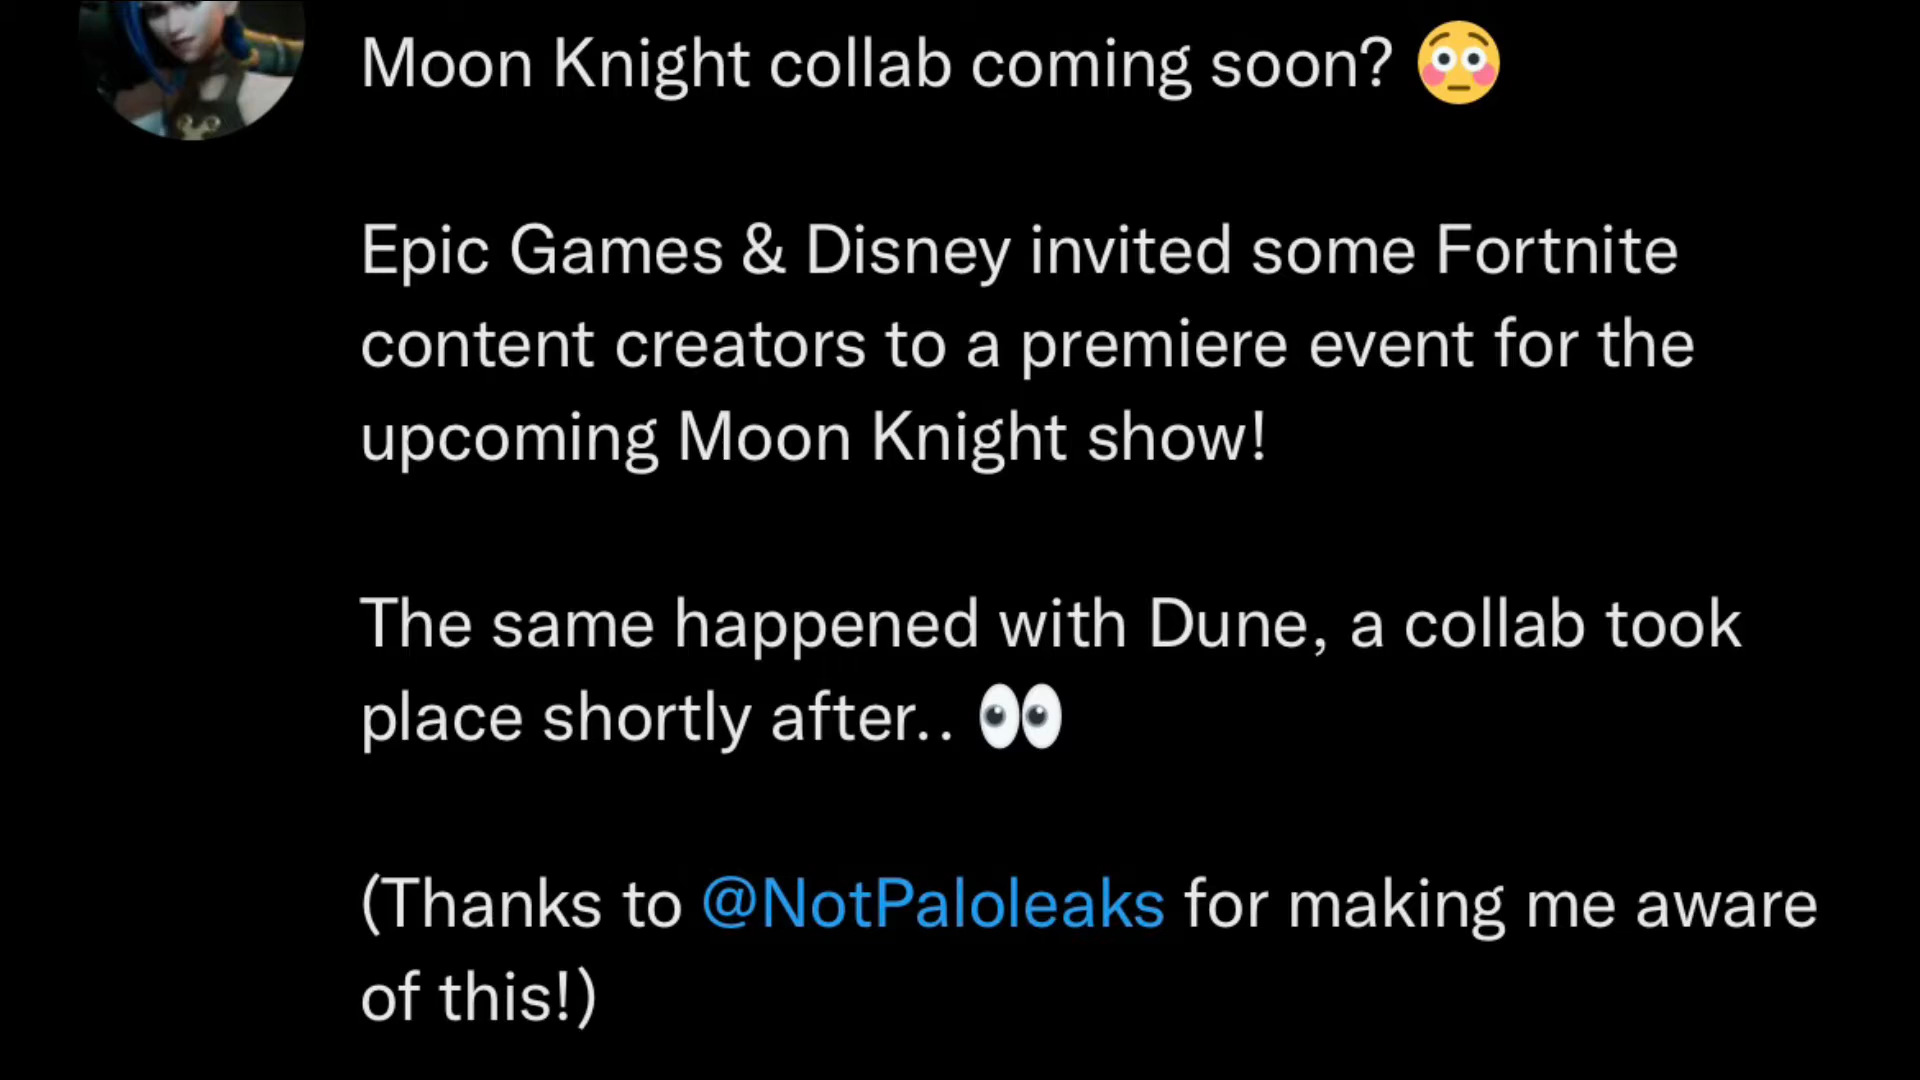 Moon Knight collab coming soon? 😳
Epic Games & Disney invited some Fortnite
content creators to a premiere event for the
upcoming Moon Knight show!
The same happened with Dune, a collab took
place shortly after.. 👀
(Thanks to @NotPaloleaks for making me aware
of this!)